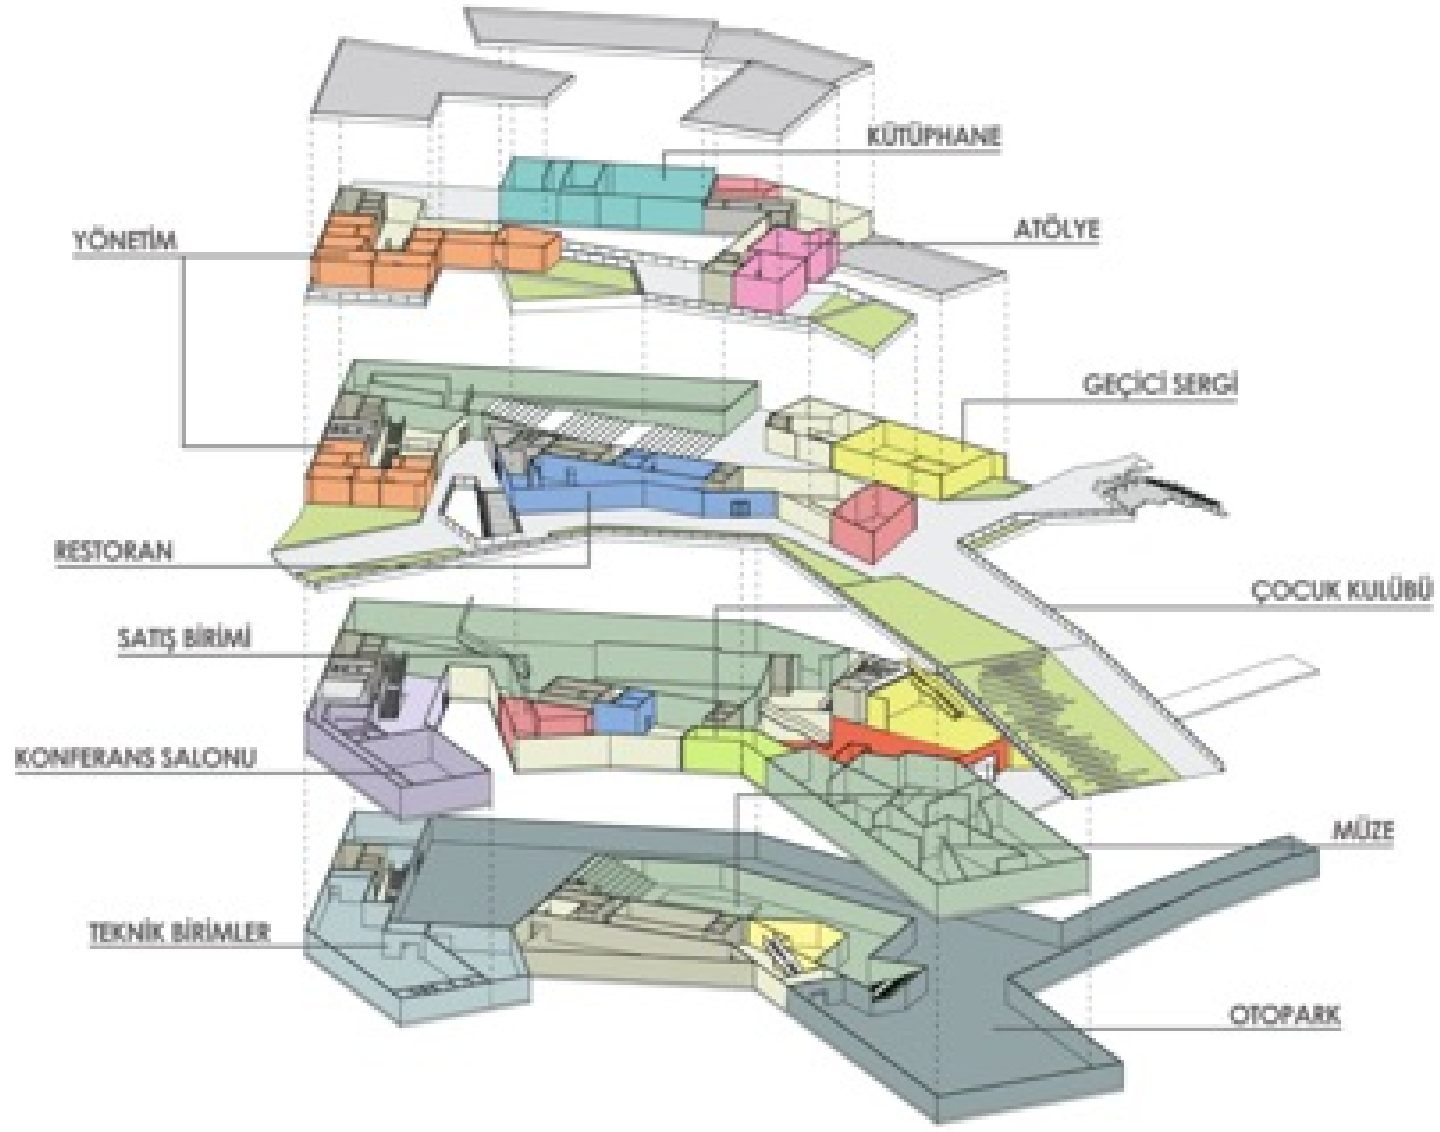 KÜTÜPHANE
YÖNETİM
ATÖLYE
GEÇİCİ SERGİ
RESTORAN
ÇOCUK KULÜBÜ
SATIŞ BİRİMİ
KONFERANS SALONU
MÜZE
TEKNİK BİRİMLER
OTOPARK